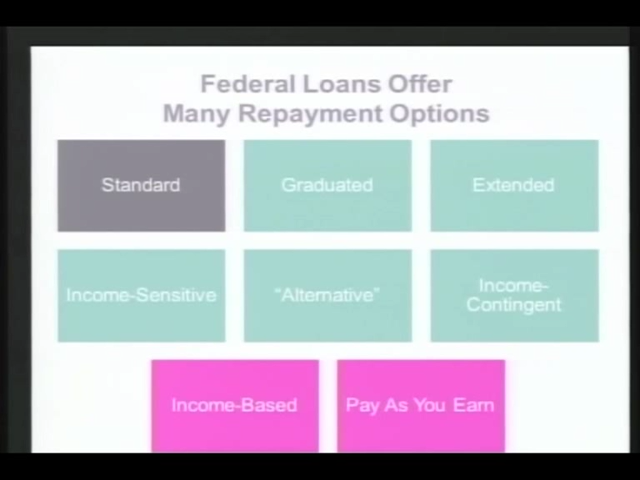 Federal Loans Offer
Many Repayment Options
Standard
Graduated
Extended
Income-Sensitive
“Alternative”
Income-
Contingent
Income-Based
Pay As You Earn